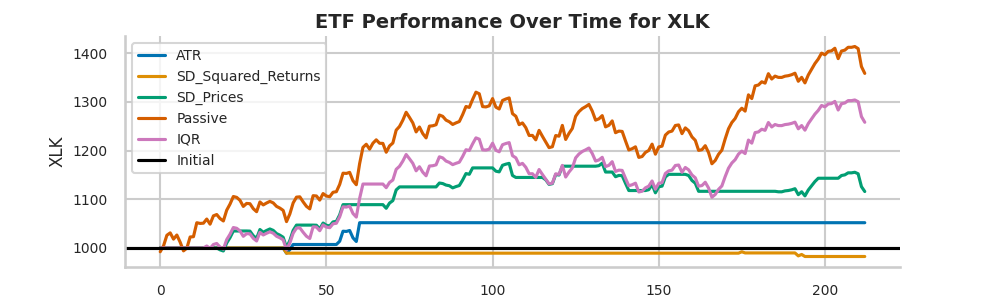 ETF Performance Over Time for XLK
XLK
1400
1300
1200
1100
1000
ATR
SD_Squared_Returns
SD_Prices
Passive
IQR
Initial
0 50 100 150 200